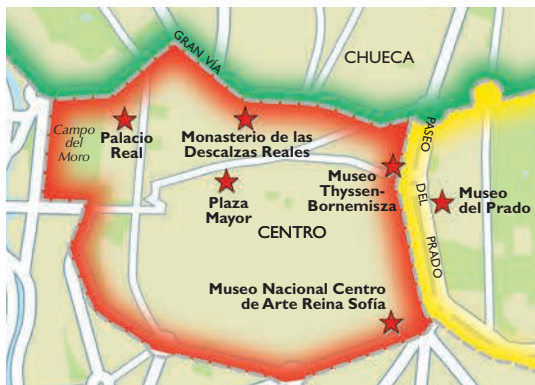 GRAN VÍA
CHUECA
Campo
del
Moro
Palacio
Real
Monasterio de las
Descalzas Reales
PASEO
DEL
PRADO
Museo
Thyssen-
Bornemisza
Museo
del Prado
Plaza
Mayor
CENTRO
Museo Nacional Centro
de Arte Reina Sofía